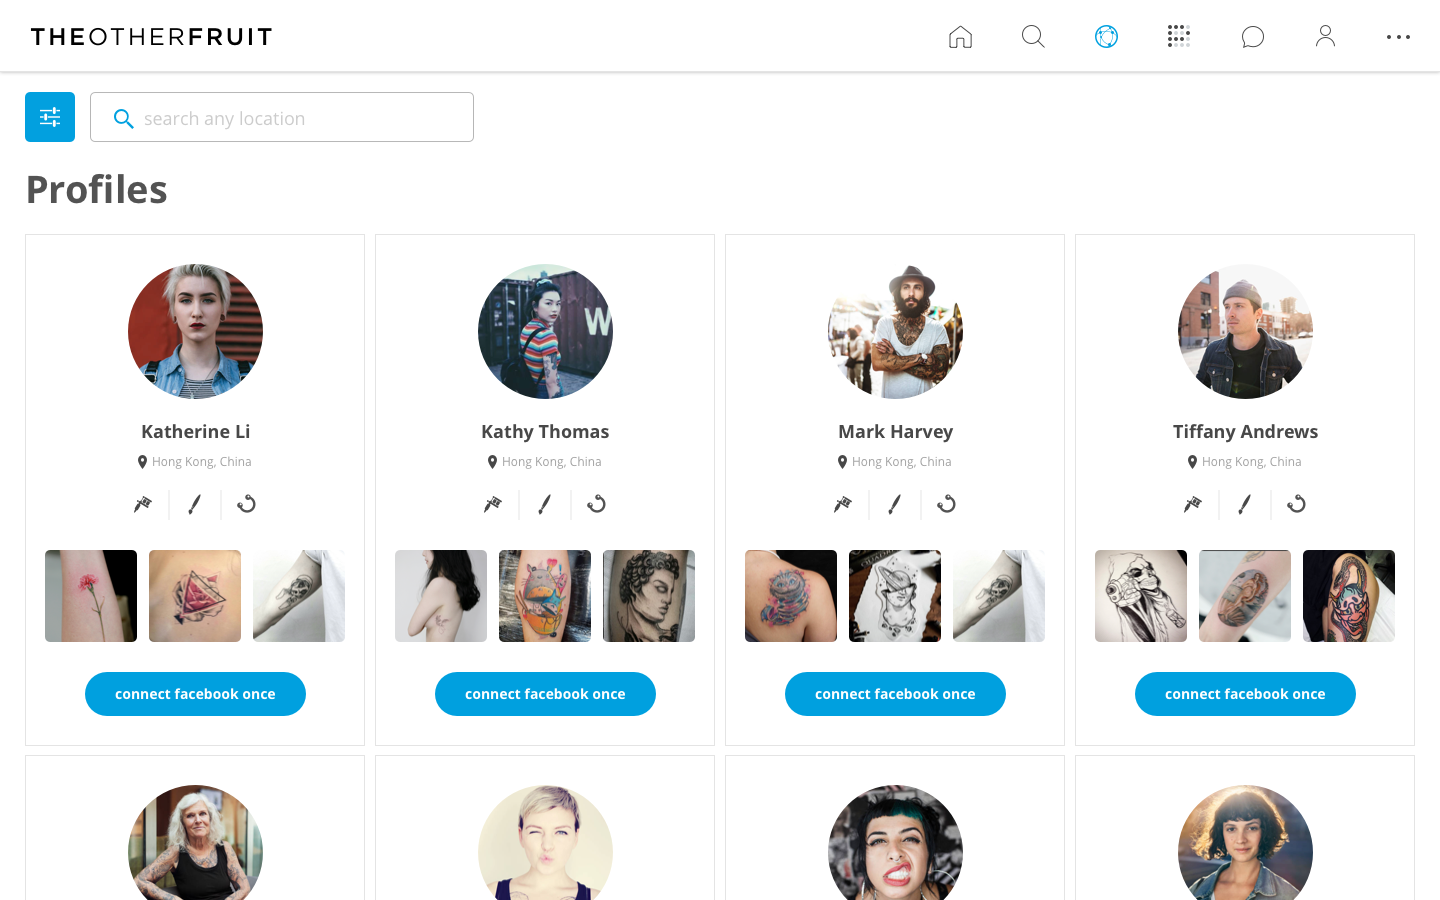 THEOTHERFRUIT
search any location
Profiles
W
Katherine Li
Kathy Thomas
Mark Harvey
Tiffany Andrews
Hong Kong, China
Hong Kong, China
Hong Kong, China
Hong Kong, China
connect facebook once
connect facebook once
connect facebook once
connect facebook once